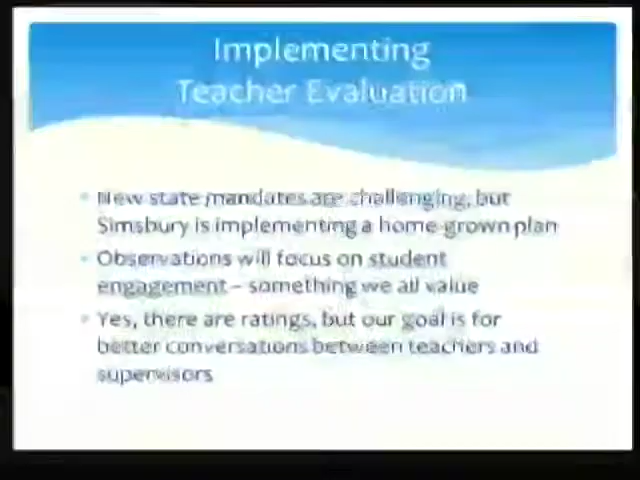 Implementing
Teacher Evaluation
New state mandates are challenging, but
Simsbury is implementing a home-grown plan
Observations will focus on student
engagement – something we all value
Yes, there are ratings, but our goal is for
better conversations between teachers and
supervisors